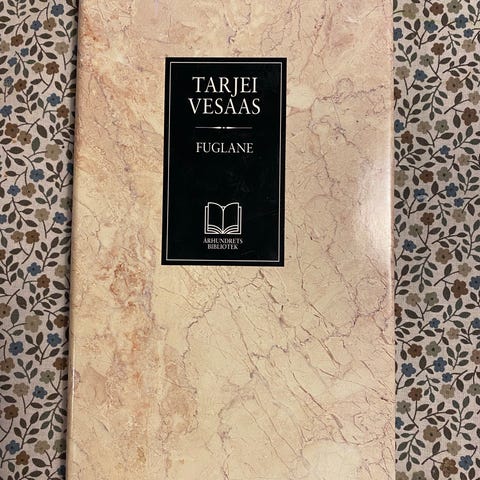 TARJEI
VESAAS
FUGLANE
ÅRHUNDRETS
BIBLIOTEK